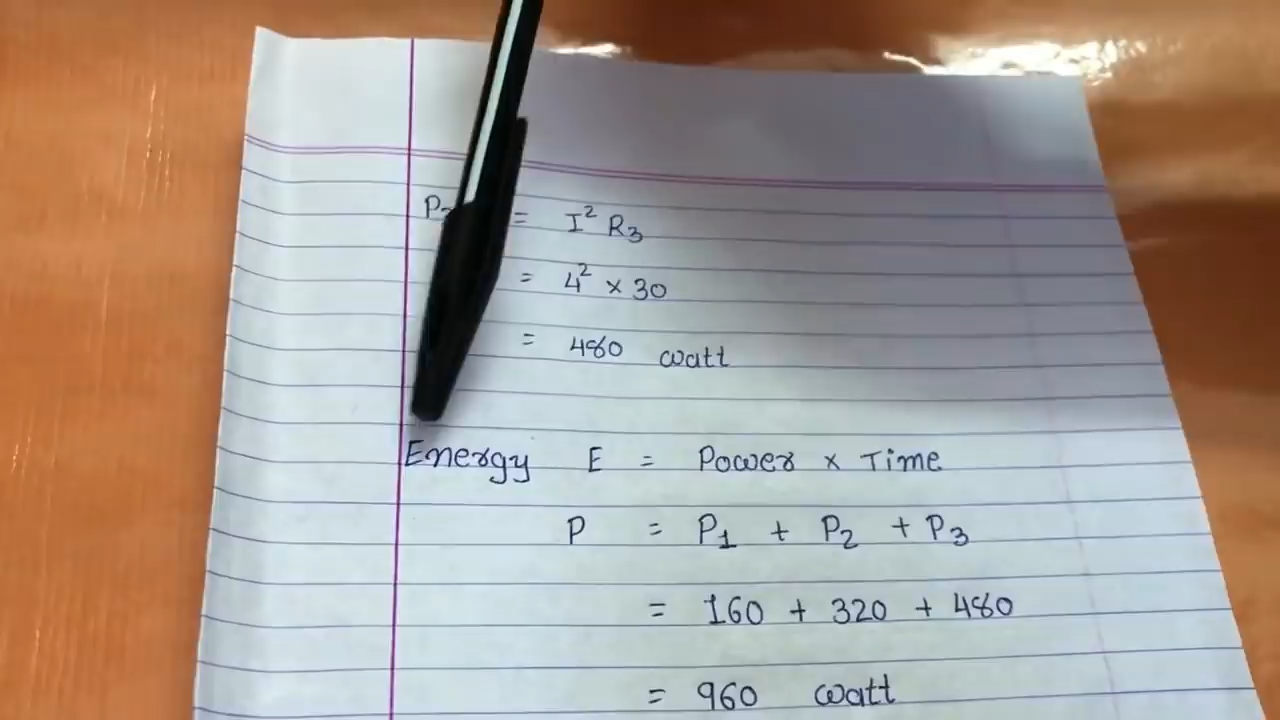 P = I² R₃
= 4² × 30
= 480 watt
Energy E = Power × Time
P = P₁ + P₂ + P₃
= 160 + 320 + 480
= 960 watt